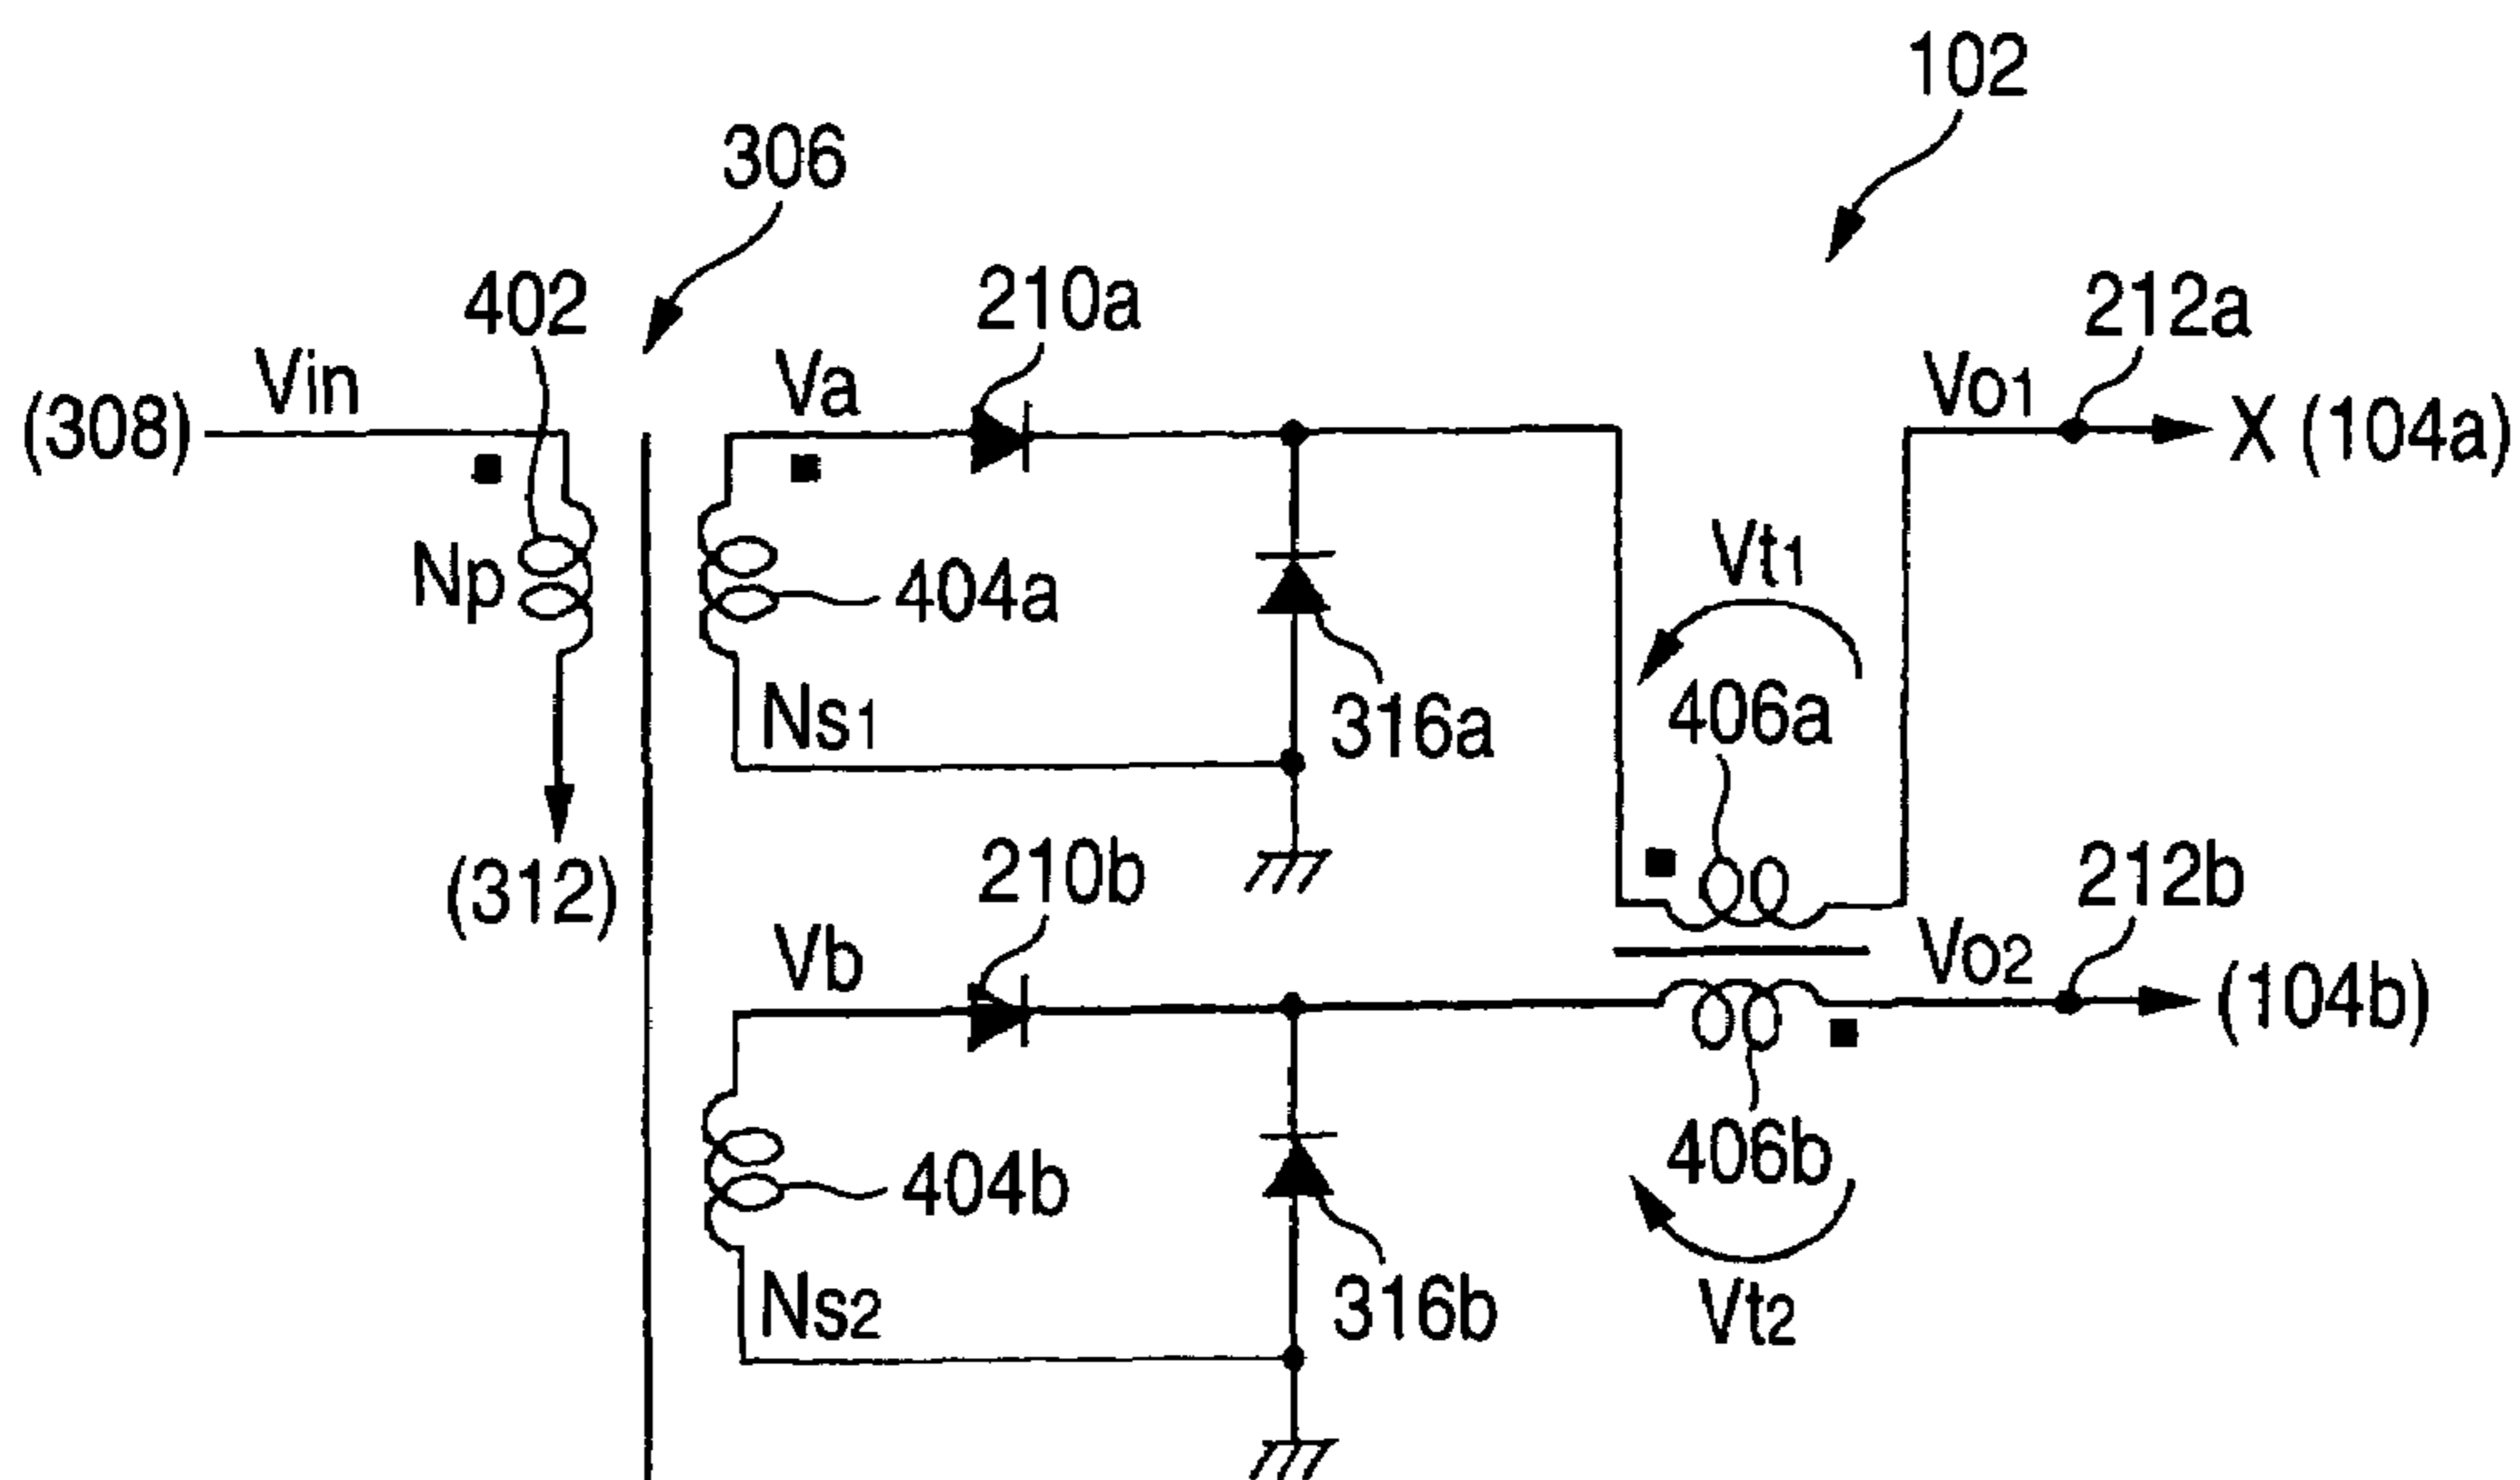 102
306
402
210a
212a
Vin
Va
Vo1
(308)
X (104a)
Vt1
Np
404a
406a
Ns1
316a
(312)
210b
212b
Vb
Vo2
(104b)
406b
404b
Ns2
316b
Vt2